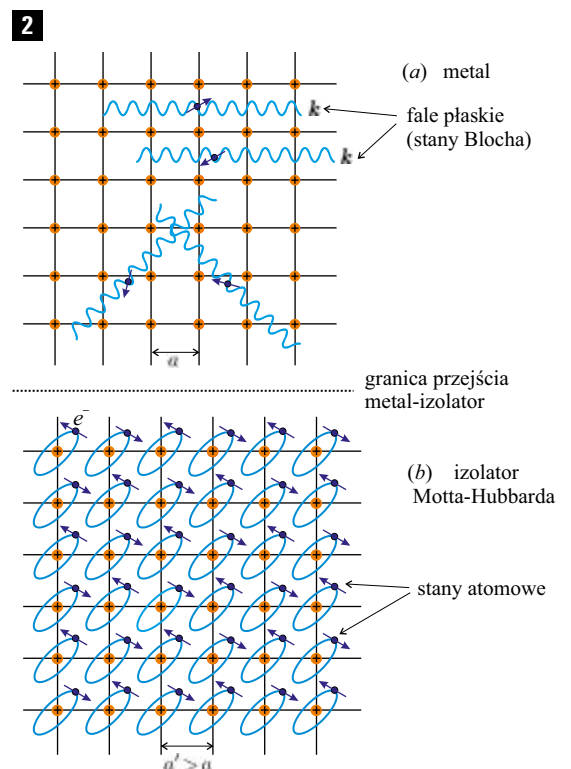 2
(a) metal
fale płaskie
(stany Blocha)
k
k
a
granica przejścia
metal-izolator
e⁻
(b) izolator
Motta-Hubbarda
stany atomowe
a' > a